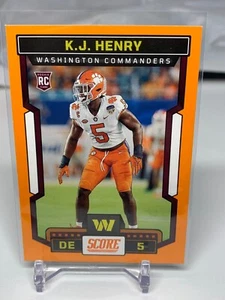 K.J. HENRY
RC
WASHINGTON COMMANDERS
5
W
DE
SCORE
5